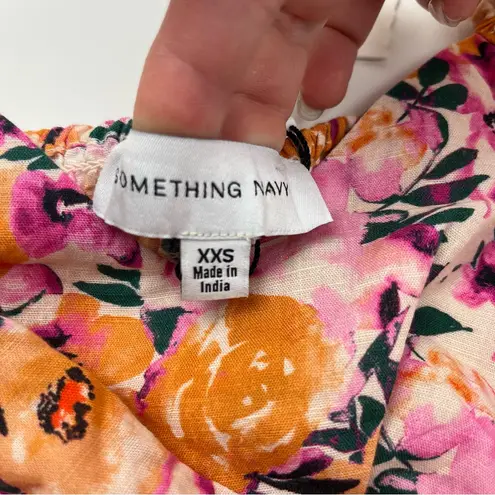 SOMETHING NAVY
XXS
Made in
India